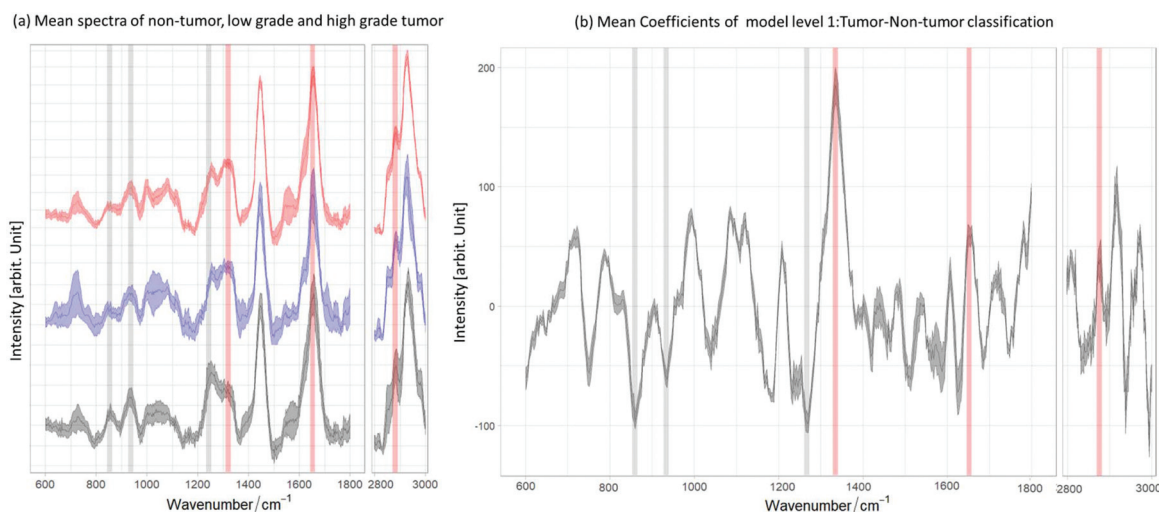 (a) Mean spectra of non-tumor, low grade and high grade tumor
(b) Mean Coefficients of model level 1:Tumor-Non-tumor classification
Intensity [arbit. Unit]
600 800 1000 1200 1400 1600 1800 2800 3000
Wavenumber/cm⁻¹
Intensity [arbit. Unit]
200
100
0
-100
600 800 1000 1200 1400 1600 1800 2800 3000
Wavenumber/cm⁻¹